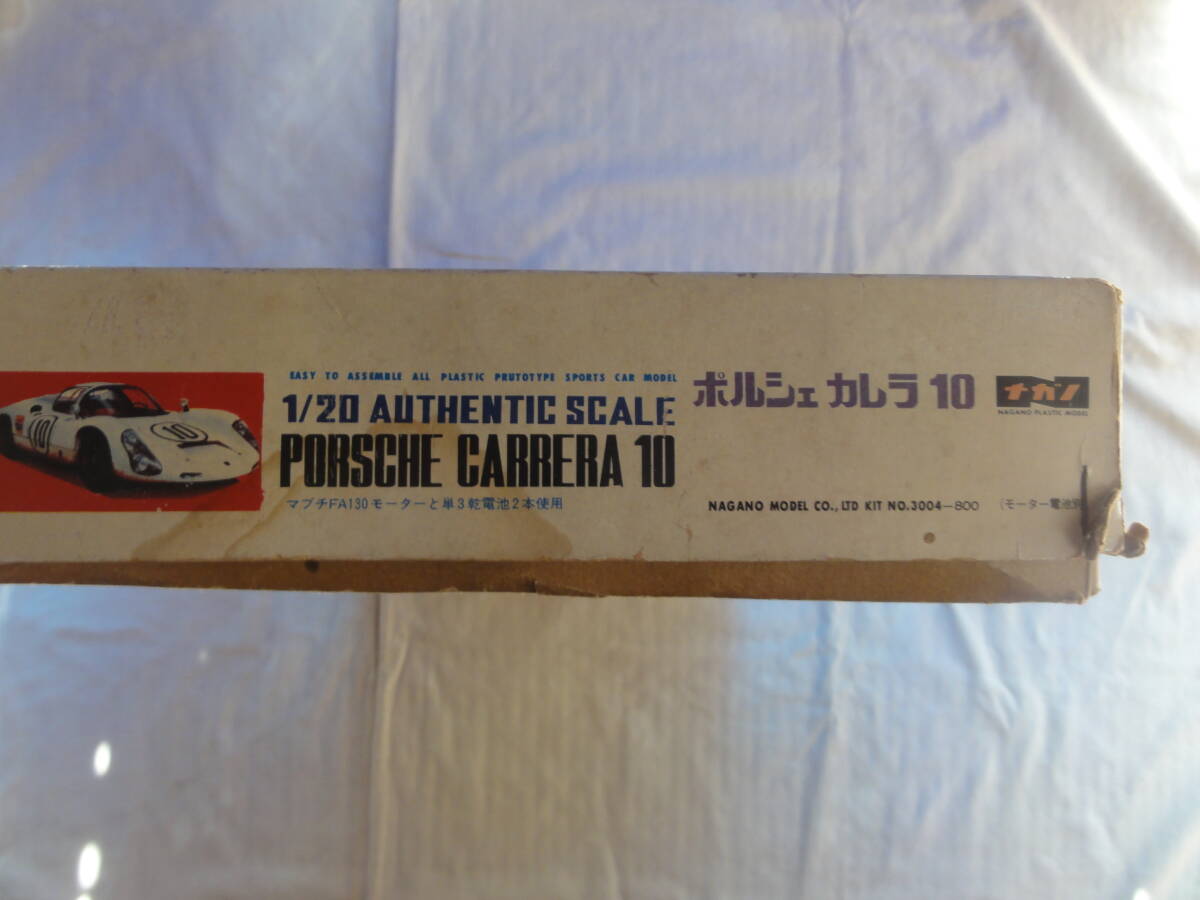 EASY TO ASSEMBLE ALL PLASTIC PRUTOTYPE SPORTS CAR MODEL
1/20 AUTHENTIC SCALE
PORSCHE CARRERA 10
マブチFA130モーターと単3乾電池2本使用
ポルシェ カレラ 10
ナガノ
NAGANO PLASTIC MODEL
NAGANO MODEL CO., LTD KIT NO.3004-800
(モーター電池別
10
10